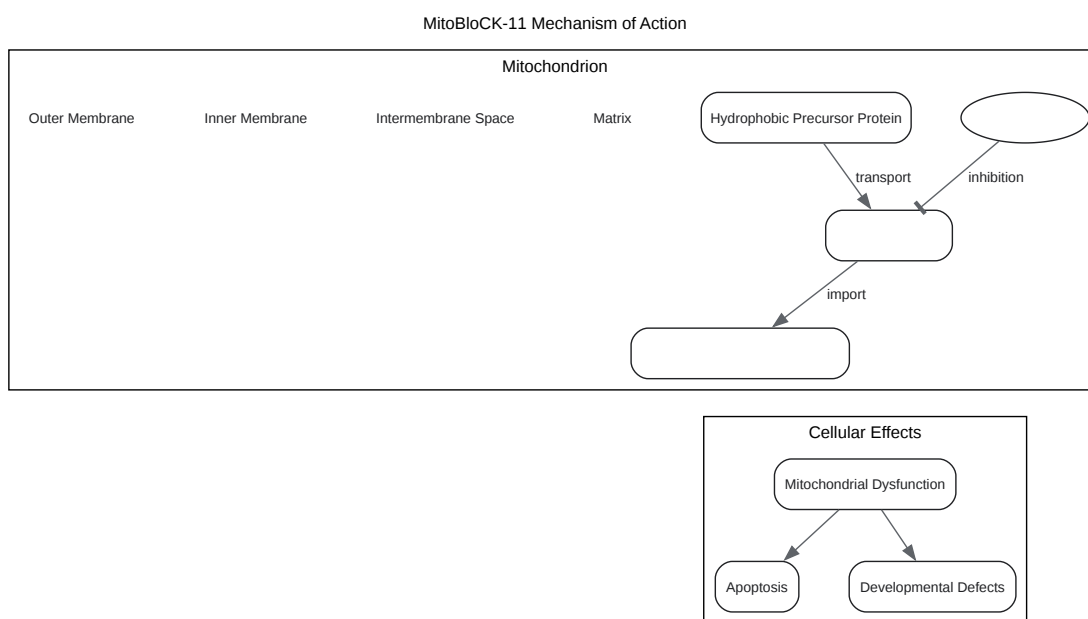 MitoBloCK-11 Mechanism of Action
Mitochondrion
Outer Membrane
Inner Membrane
Intermembrane Space
Matrix
Hydrophobic Precursor Protein
transport
inhibition
import
Cellular Effects
Mitochondrial Dysfunction
Apoptosis
Developmental Defects